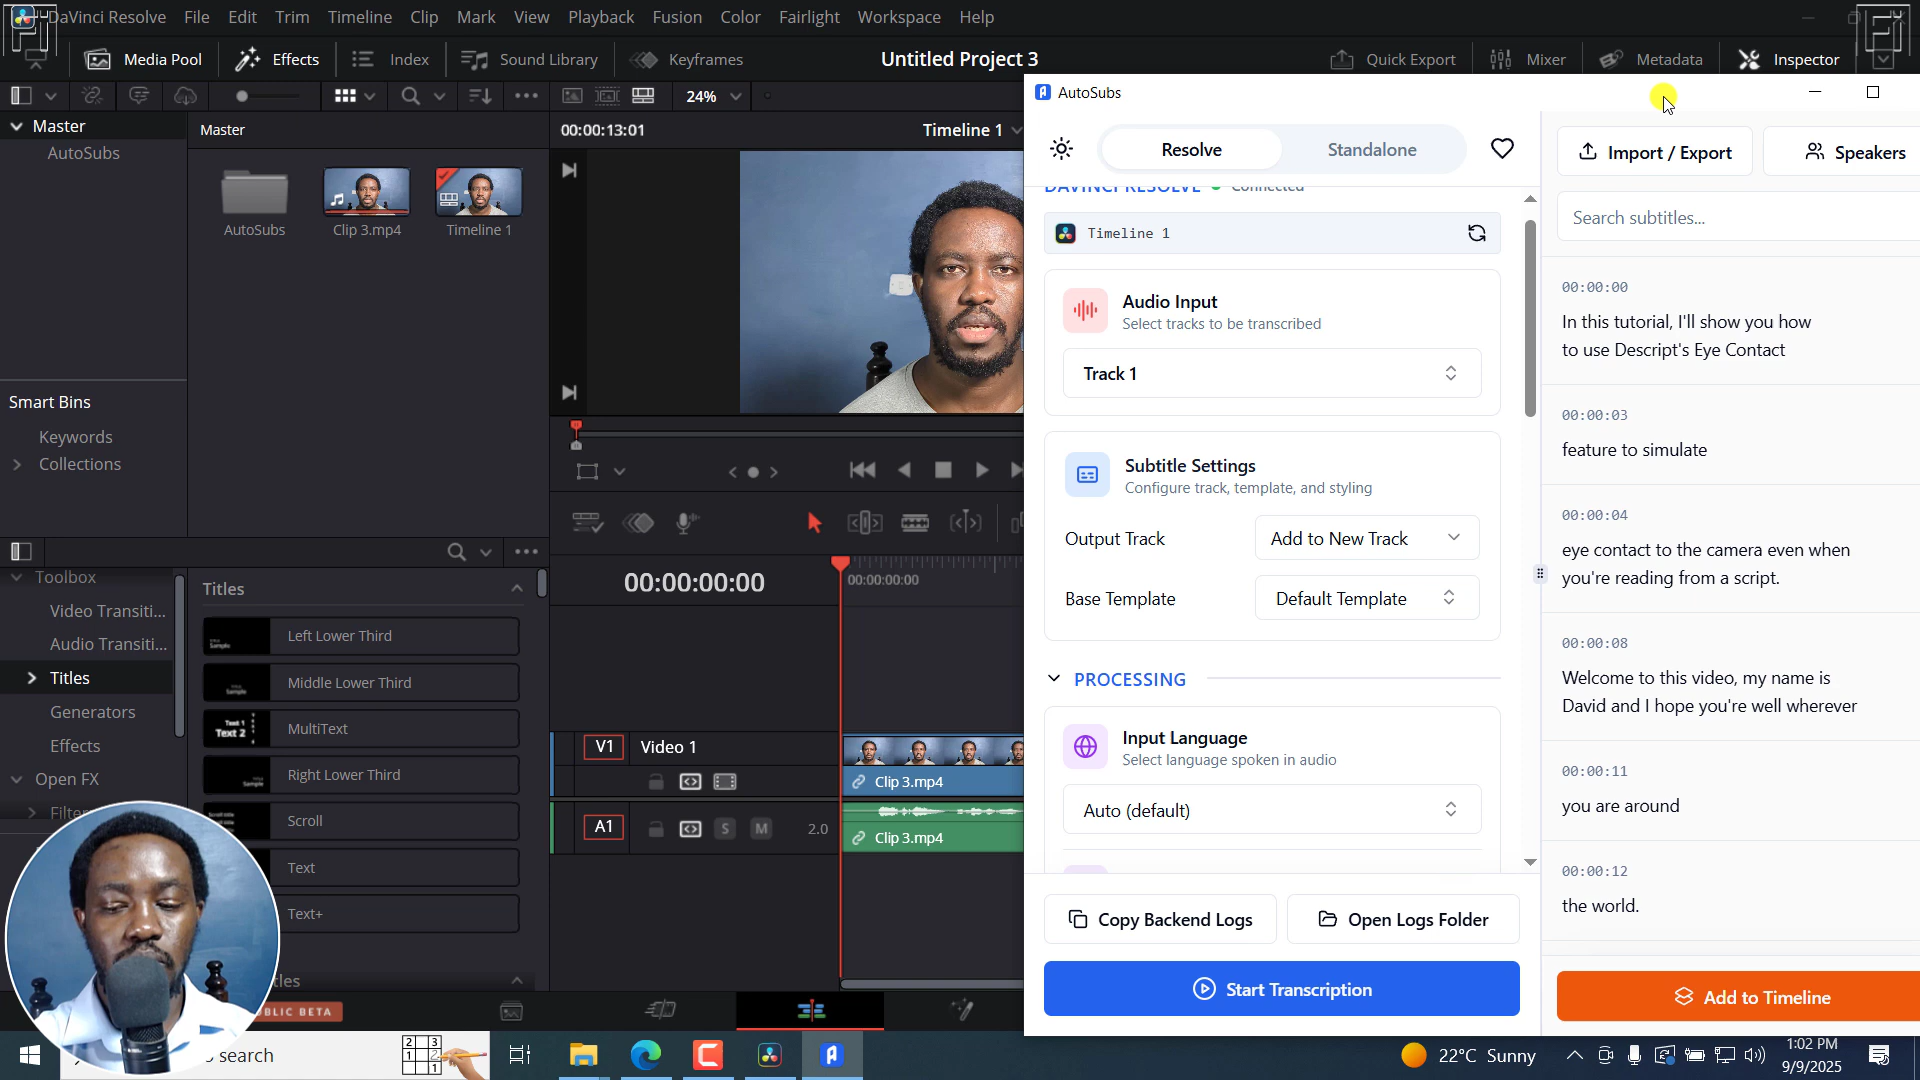 DaVinci Resolve File Edit Trim Timeline Clip Mark View Playback Fusion Color Fairlight Workspace Help
Media Pool Effects Index Sound Library Keyframes Untitled Project 3 Quick Export Mixer Metadata Inspector
24%
Master
AutoSubs
Master
AutoSubs
Clip 3.mp4
Timeline 1
Smart Bins
Keywords
Collections
00:00:13:01 Timeline 1
AutoSubs
Resolve Standalone
DAVINCI RESOLVE Connected
Timeline 1
Audio Input
Select tracks to be transcribed
Track 1
Subtitle Settings
Configure track, template, and styling
Output Track Add to New Track
Base Template Default Template
PROCESSING
Input Language
Select language spoken in audio
Auto (default)
Copy Backend Logs Open Logs Folder
Start Transcription
Import / Export Speakers
Search subtitles...
00:00:00
In this tutorial, I'll show you how
to use Descript's Eye Contact
00:00:03
feature to simulate
00:00:04
eye contact to the camera even when
you're reading from a script.
00:00:08
Welcome to this video, my name is
David and I hope you're well wherever
00:00:11
you are around
00:00:12
the world.
Add to Timeline
Toolbox
Video Transiti...
Audio Transiti...
Titles
Generators
Effects
Open FX
Titles
Left Lower Third
Middle Lower Third
Text 1
Text 2
MultiText
Right Lower Third
Scroll
Text
Text+
00:00:00:00
00:00:00:00
V1 Video 1
Clip 3.mp4
A1 S M 2.0
Clip 3.mp4
22°C Sunny
1:02 PM
9/9/2025
search